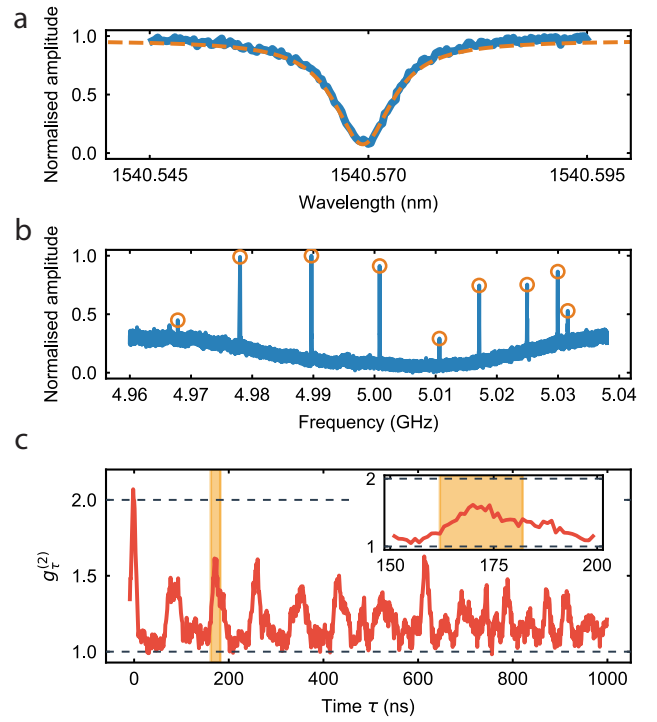 a
Normalised amplitude
1.0
0.5
0.0
1540.545 1540.570 1540.595
Wavelength (nm)
b
Normalised amplitude
1.0
0.5
0.0
4.96 4.97 4.98 4.99 5.00 5.01 5.02 5.03 5.04
Frequency (GHz)
c
g_τ^(2)
2.0
1.5
1.0
2
1
150 175 200
0 200 400 600 800 1000
Time τ (ns)